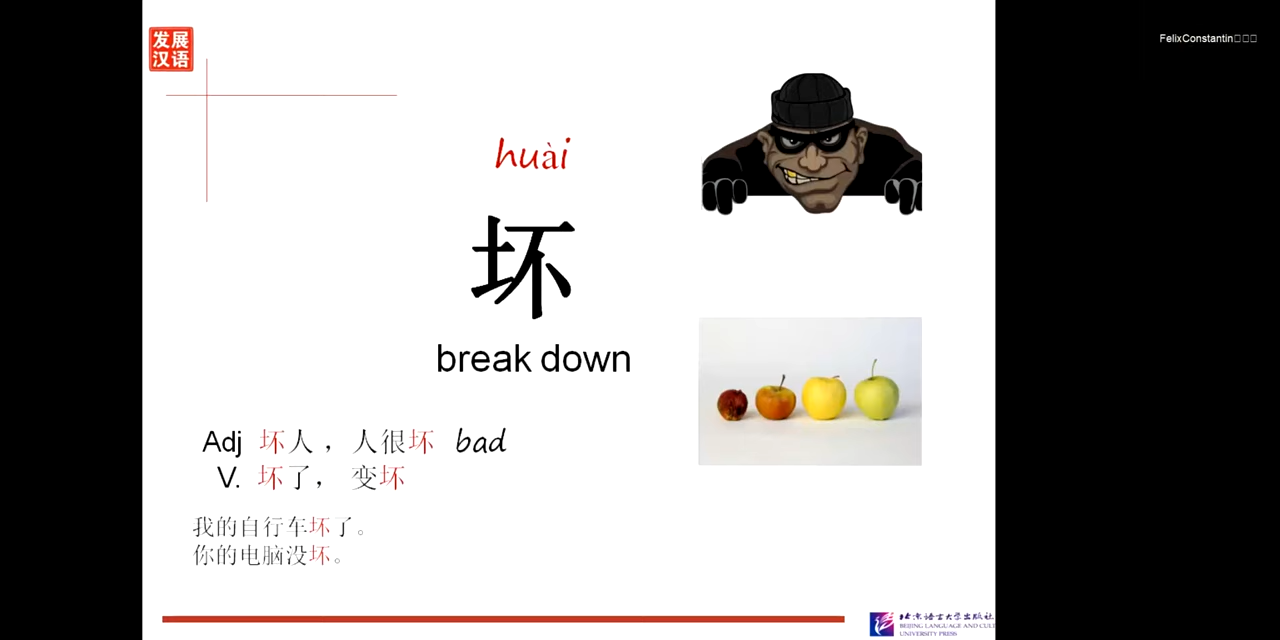 发展
汉语
FelixConstantin
huài
坏
break down
Adj 坏人，人很坏 bad
V. 坏了， 变坏
我的自行车坏了。
你的电脑没坏。
北京语言大学出版社
BEIJING LANGUAGE AND CULT
UNIVERSITY PRESS